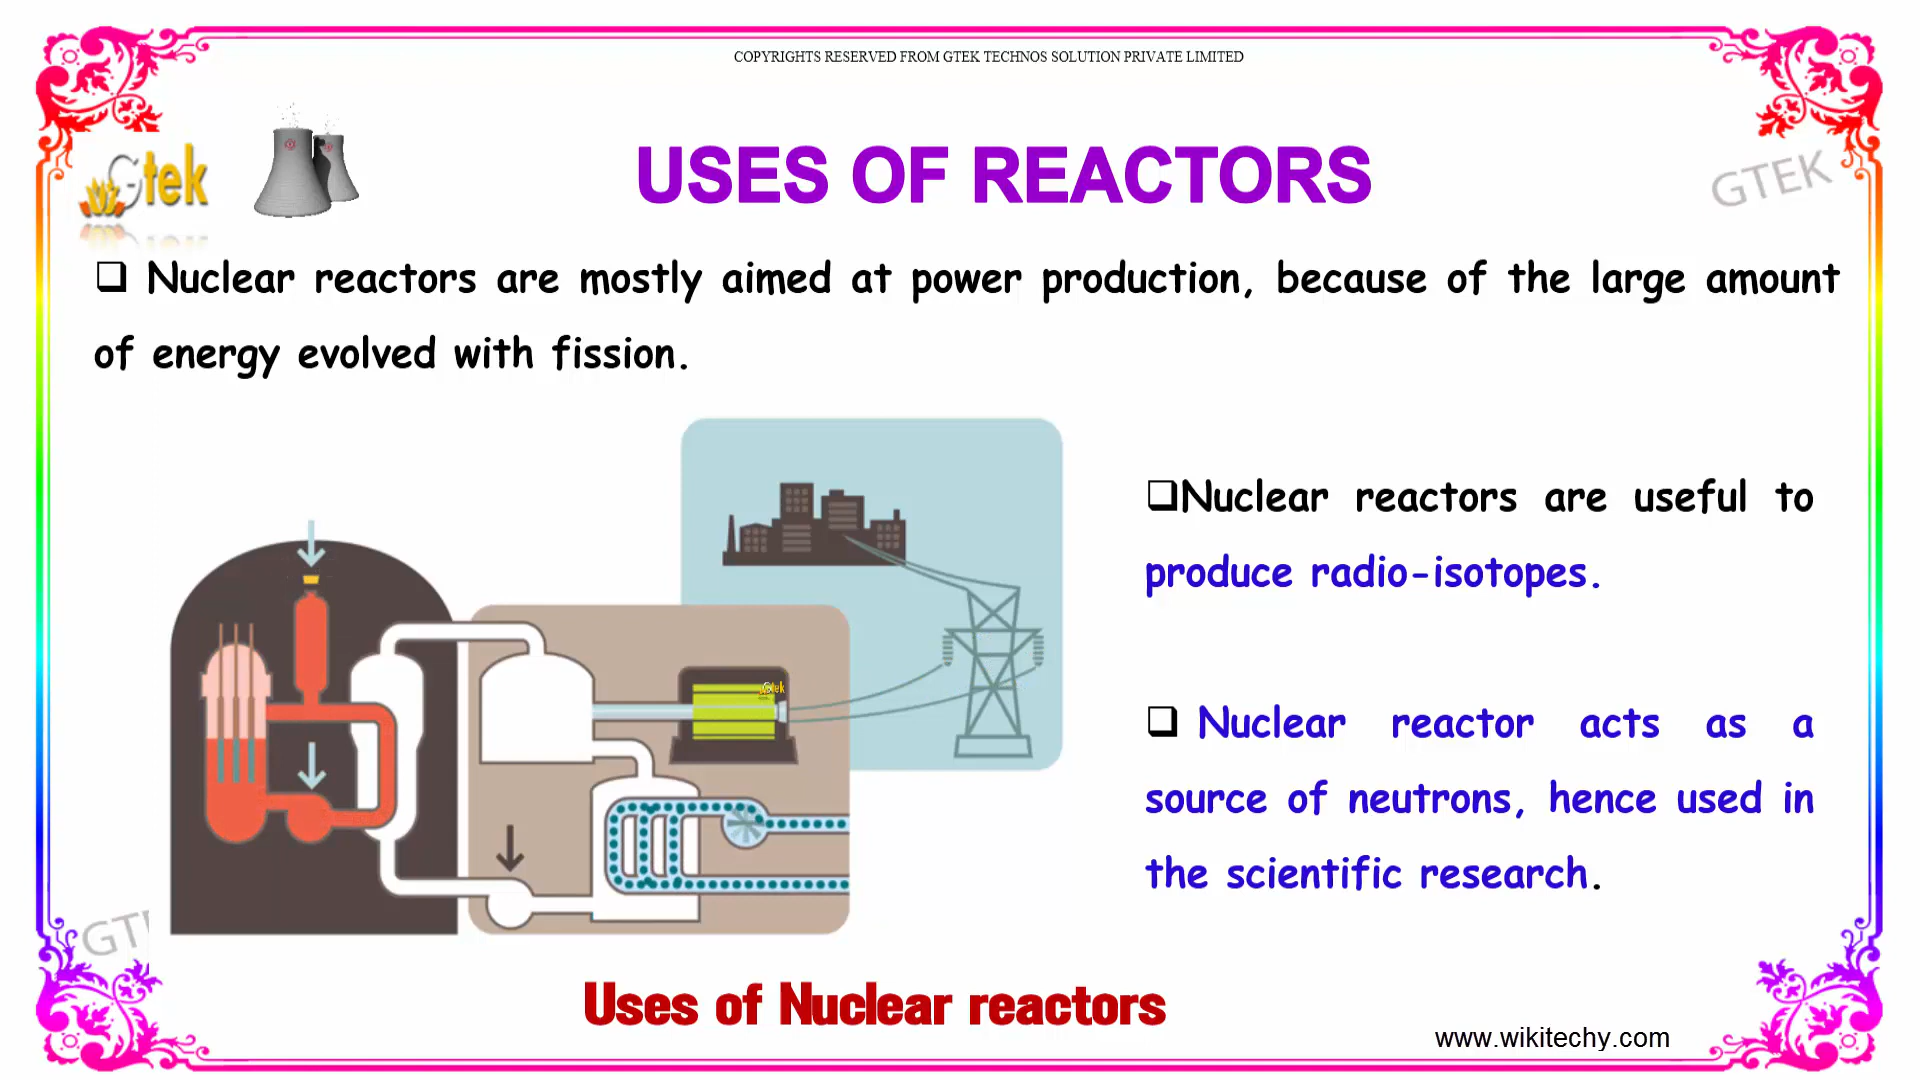 COPYRIGHTS RESERVED FROM GTEK TECHNOS SOLUTION PRIVATE LIMITED
Gtek
USES OF REACTORS
GTEK
Nuclear reactors are mostly aimed at power production, because of the large amount
of energy evolved with fission.
Nuclear reactors are useful to
produce radio-isotopes.
Gtek
Nuclear reactor acts as a
source of neutrons, hence used in
the scientific research.
GT
Uses of Nuclear reactors
www.wikitechy.com
GTEK